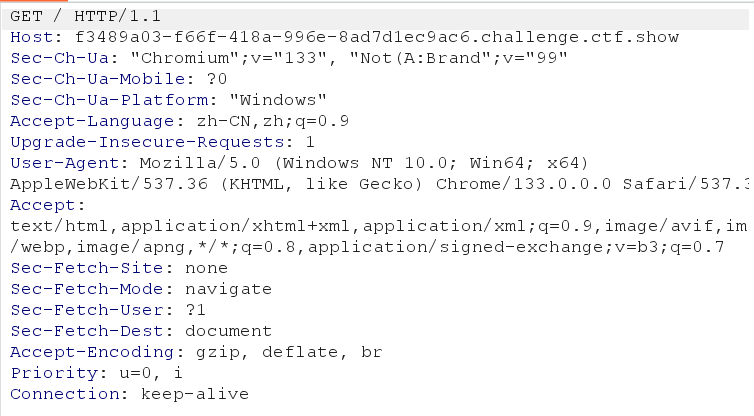 GET / HTTP/1.1
Host: f3489a03-f66f-418a-996e-8ad7d1ec9ac6.challenge.ctf.show
Sec-Ch-Ua: "Chromium";v="133", "Not(A:Brand";v="99"
Sec-Ch-Ua-Mobile: ?0
Sec-Ch-Ua-Platform: "Windows"
Accept-Language: zh-CN,zh;q=0.9
Upgrade-Insecure-Requests: 1
User-Agent: Mozilla/5.0 (Windows NT 10.0; Win64; x64)
AppleWebKit/537.36 (KHTML, like Gecko) Chrome/133.0.0.0 Safari/537.3
Accept:
text/html,application/xhtml+xml,application/xml;q=0.9,image/avif,im
/webp,image/apng,*/*;q=0.8,application/signed-exchange;v=b3;q=0.7
Sec-Fetch-Site: none
Sec-Fetch-Mode: navigate
Sec-Fetch-User: ?1
Sec-Fetch-Dest: document
Accept-Encoding: gzip, deflate, br
Priority: u=0, i
Connection: keep-alive